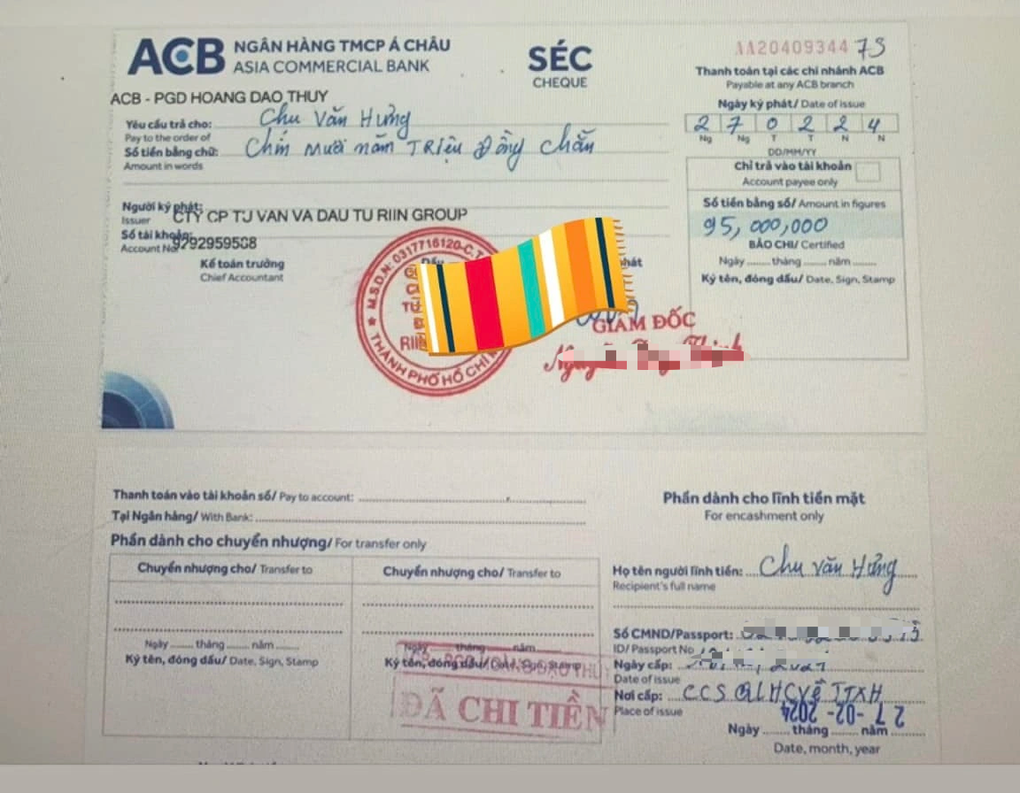 ACB NGÂN HÀNG TMCP Á CHÂU
ASIA COMMERCIAL BANK
SÉC
CHEQUE
AA20409344 75
Thanh toán tại các chi nhánh ACB
Payable at any ACB branch
ACB - PGD HOANG DAO THUY
Ngày ký phát/ Date of issue
2 7 0 2 2 4
Ng Ng T T N N
DD/MM/YY
Yêu cầu trả cho: Chu Văn Hưng
Pay to the order of
Số tiền bằng chữ: Chín mươi năm TRiệu Đồng chẵn
Amount in words
Chỉ trả vào tài khoản
Account payee only
Người ký phát:
Issuer CTY CP TU VAN VA DAU TU RIIN GROUP
Số tài khoản:
Account No: 9292959508
Số tiền bằng số/ Amount in figures
95,000,000
BẢO CHI/ Certified
Ngày ...... tháng ...... năm ......
Ký tên, đóng dấu/ Date, Sign, Stamp
Kế toán trưởng
Chief Accountant
Dấu
phát
M.S.D.N: 0317716120-C.T
RIIN
THÀNH PHỐ HỒ CHÍ
GIÁM ĐỐC
Nguyễn
Thanh toán vào tài khoản số/ Pay to account:
Tại Ngân hàng/ With Bank:
Phần dành cho chuyển nhượng/ For transfer only
Chuyển nhượng cho/ Transfer to
Chuyển nhượng cho/ Transfer to
Ngày ...... tháng ...... năm ......
Ký tên, đóng dấu/ Date, Sign, Stamp
Ngày ...... tháng ...... năm ......
Ký tên, đóng dấu/ Date, Sign, Stamp
ĐÃ CHI TIỀN
Phần dành cho lĩnh tiền mặt
For encashment only
Họ tên người lĩnh tiền: Chu Văn Hưng
Recipient's full name
Số CMND/Passport:
ID/ Passport No
Ngày cấp: 2021
Date of issue
Nơi cấp: CCS QLHC Về TTXH
Place of issue
27 -02- 2024
Ngày ...... tháng ...... năm ......
Date, month, year